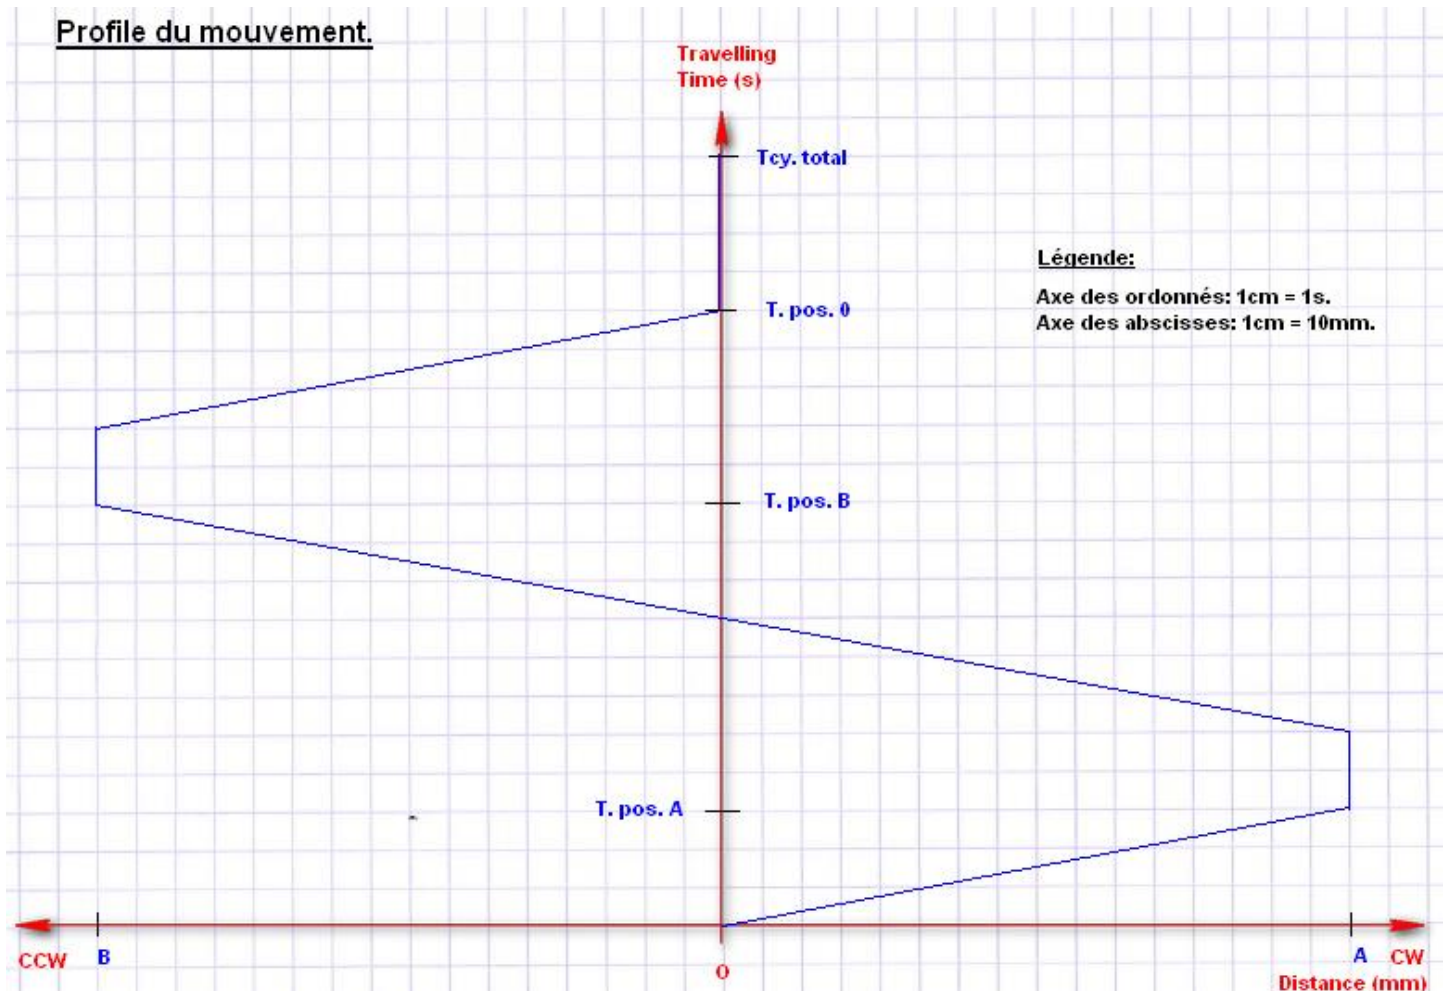 Profile du mouvement.
Travelling
Time (s)
Tcy. total
Légende:
Axe des ordonnés: 1cm = 1s.
Axe des abscisses: 1cm = 10mm.
T. pos. 0
T. pos. B
T. pos. A
CCW
B
O
A
CW
Distance (mm)